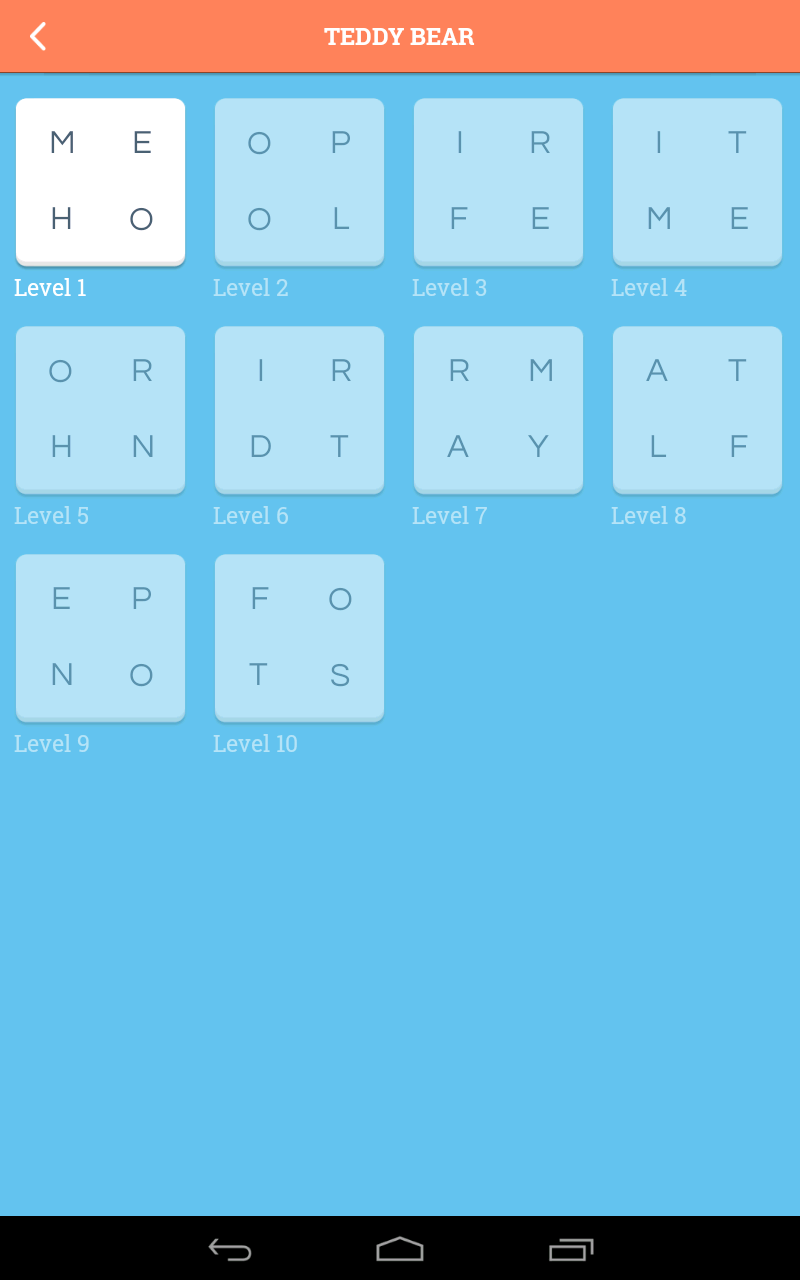 TEDDY BEAR
M E O P I R I T
H O O L F E M E
Level 1 Level 2 Level 3 Level 4
O R I R R M A T
H N D T A Y L F
Level 5 Level 6 Level 7 Level 8
E P F O
N O T S
Level 9 Level 10